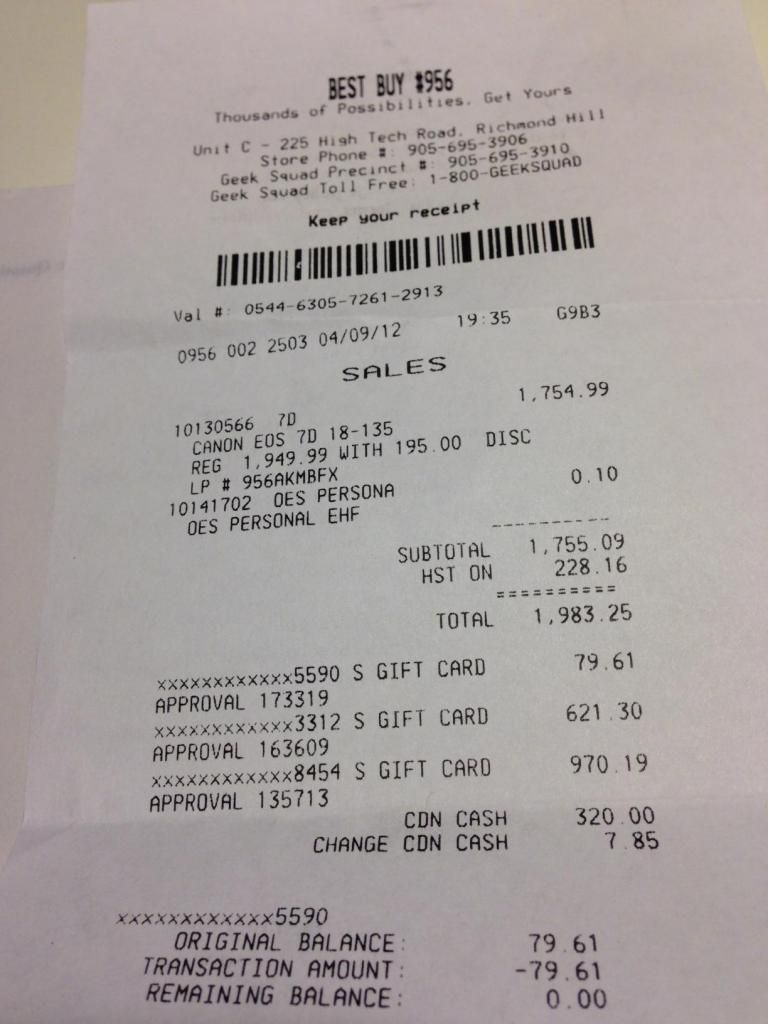 BEST BUY #956
Thousands of Possibilities. Get Yours
Unit C - 225 High Tech Road, Richmond Hill
Store Phone #: 905-695-3906
Geek Squad Precinct #: 905-695-3910
Geek Squad Toll Free: 1-800-GEEKSQUAD
Keep your receipt
Val #: 0544-6305-7261-2913
0956 002 2503 04/09/12 19:35 G9B3
SALES
10130566 7D 1,754.99
CANON EOS 7D 18-135
REG 1,949.99 WITH 195.00 DISC
LP # 956AKMBFX
10141702 OES PERSONA 0.10
OES PERSONAL EHF
----------
SUBTOTAL 1,755.09
HST ON 228.16
==========
TOTAL 1,983.25
xxxxxxxxxxxx5590 S GIFT CARD 79.61
APPROVAL 173319
xxxxxxxxxxxx3312 S GIFT CARD 621.30
APPROVAL 163609
xxxxxxxxxxxx8454 S GIFT CARD 970.19
APPROVAL 135713
CDN CASH 320.00
CHANGE CDN CASH 7.85
xxxxxxxxxxxx5590
ORIGINAL BALANCE: 79.61
TRANSACTION AMOUNT: -79.61
REMAINING BALANCE: 0.00